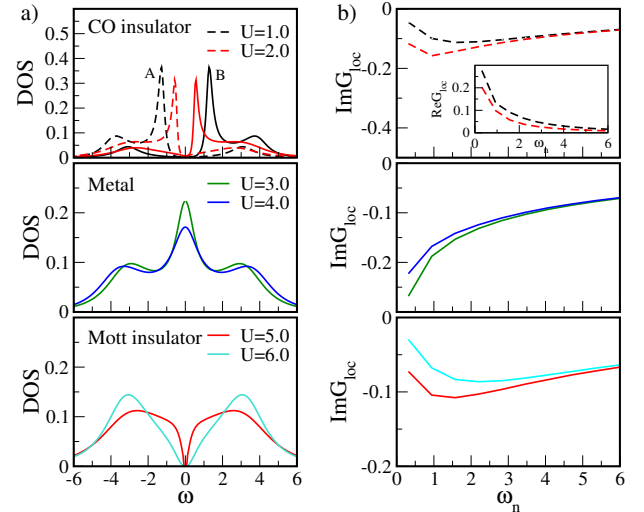 a)
CO insulator
U=1.0
U=2.0
A
B
DOS
0.5
0.4
0.3
0.2
0.1
0
Metal
U=3.0
U=4.0
DOS
0.2
0.1
0
Mott insulator
U=5.0
U=6.0
DOS
0.2
0.1
0
-6 -4 -2 0 2 4 6
ω
b)
ImG_loc
0
-0.2
-0.4
ReG_loc
0.2
0.1
0
0 1 2 ω_n 3 4 5 6
ImG_loc
-0.1
-0.2
-0.3
ImG_loc
0
-0.1
-0.2
0 1 2 3 4 5 6
ω_n